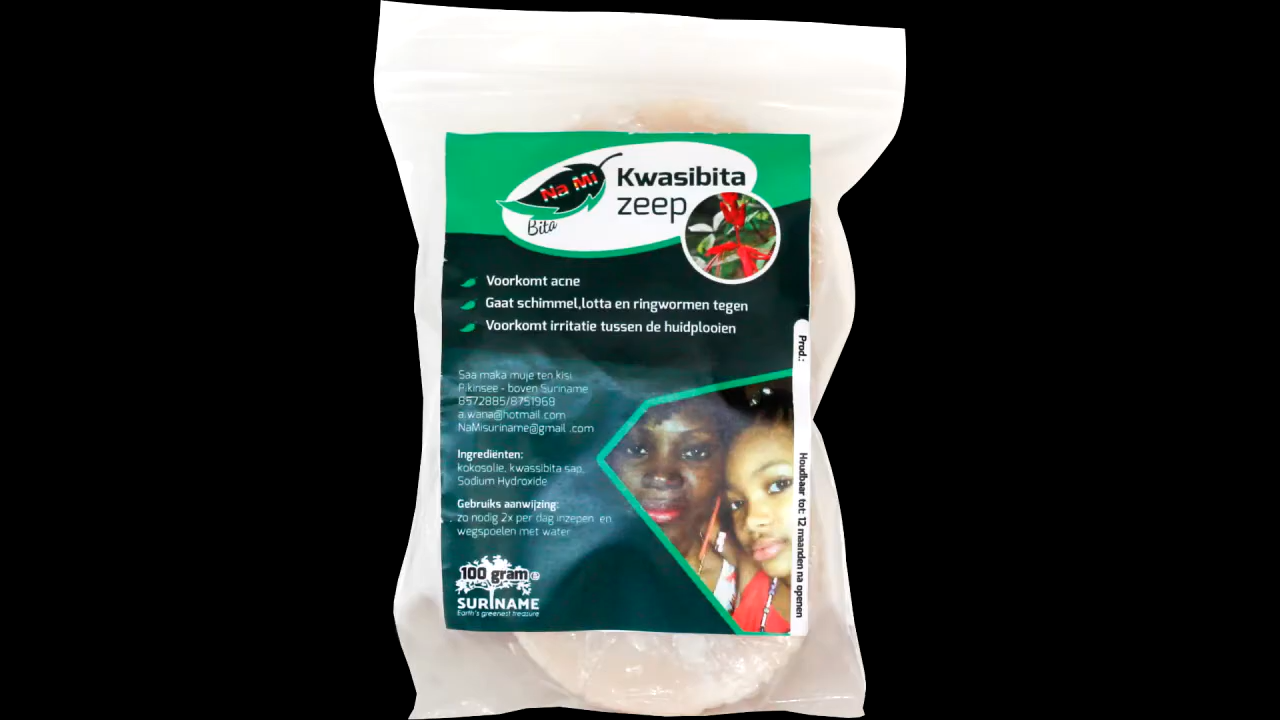 Na Mi
Bita
Kwasibita
zeep
Voorkomt acne
Gaat schimmel,lotta en ringwormen tegen
Voorkomt irritatie tussen de huidplooien
Saa maka muje ten kisi
Pikinsee - boven Suriname
8572885/8751968
a.wana@hotmail.com
NaMisuriname@gmail .com
Ingrediënten:
kokosolie, kwassibita sap,
Sodium Hydroxide
Gebruiks aanwijzing:
zo nodig 2x per dag inzepen en
wegspoelen met water
100 gram e
SURINAME
Earth's greenest treasure
Prod.:
Houdbaar tot: 12 maanden na openen